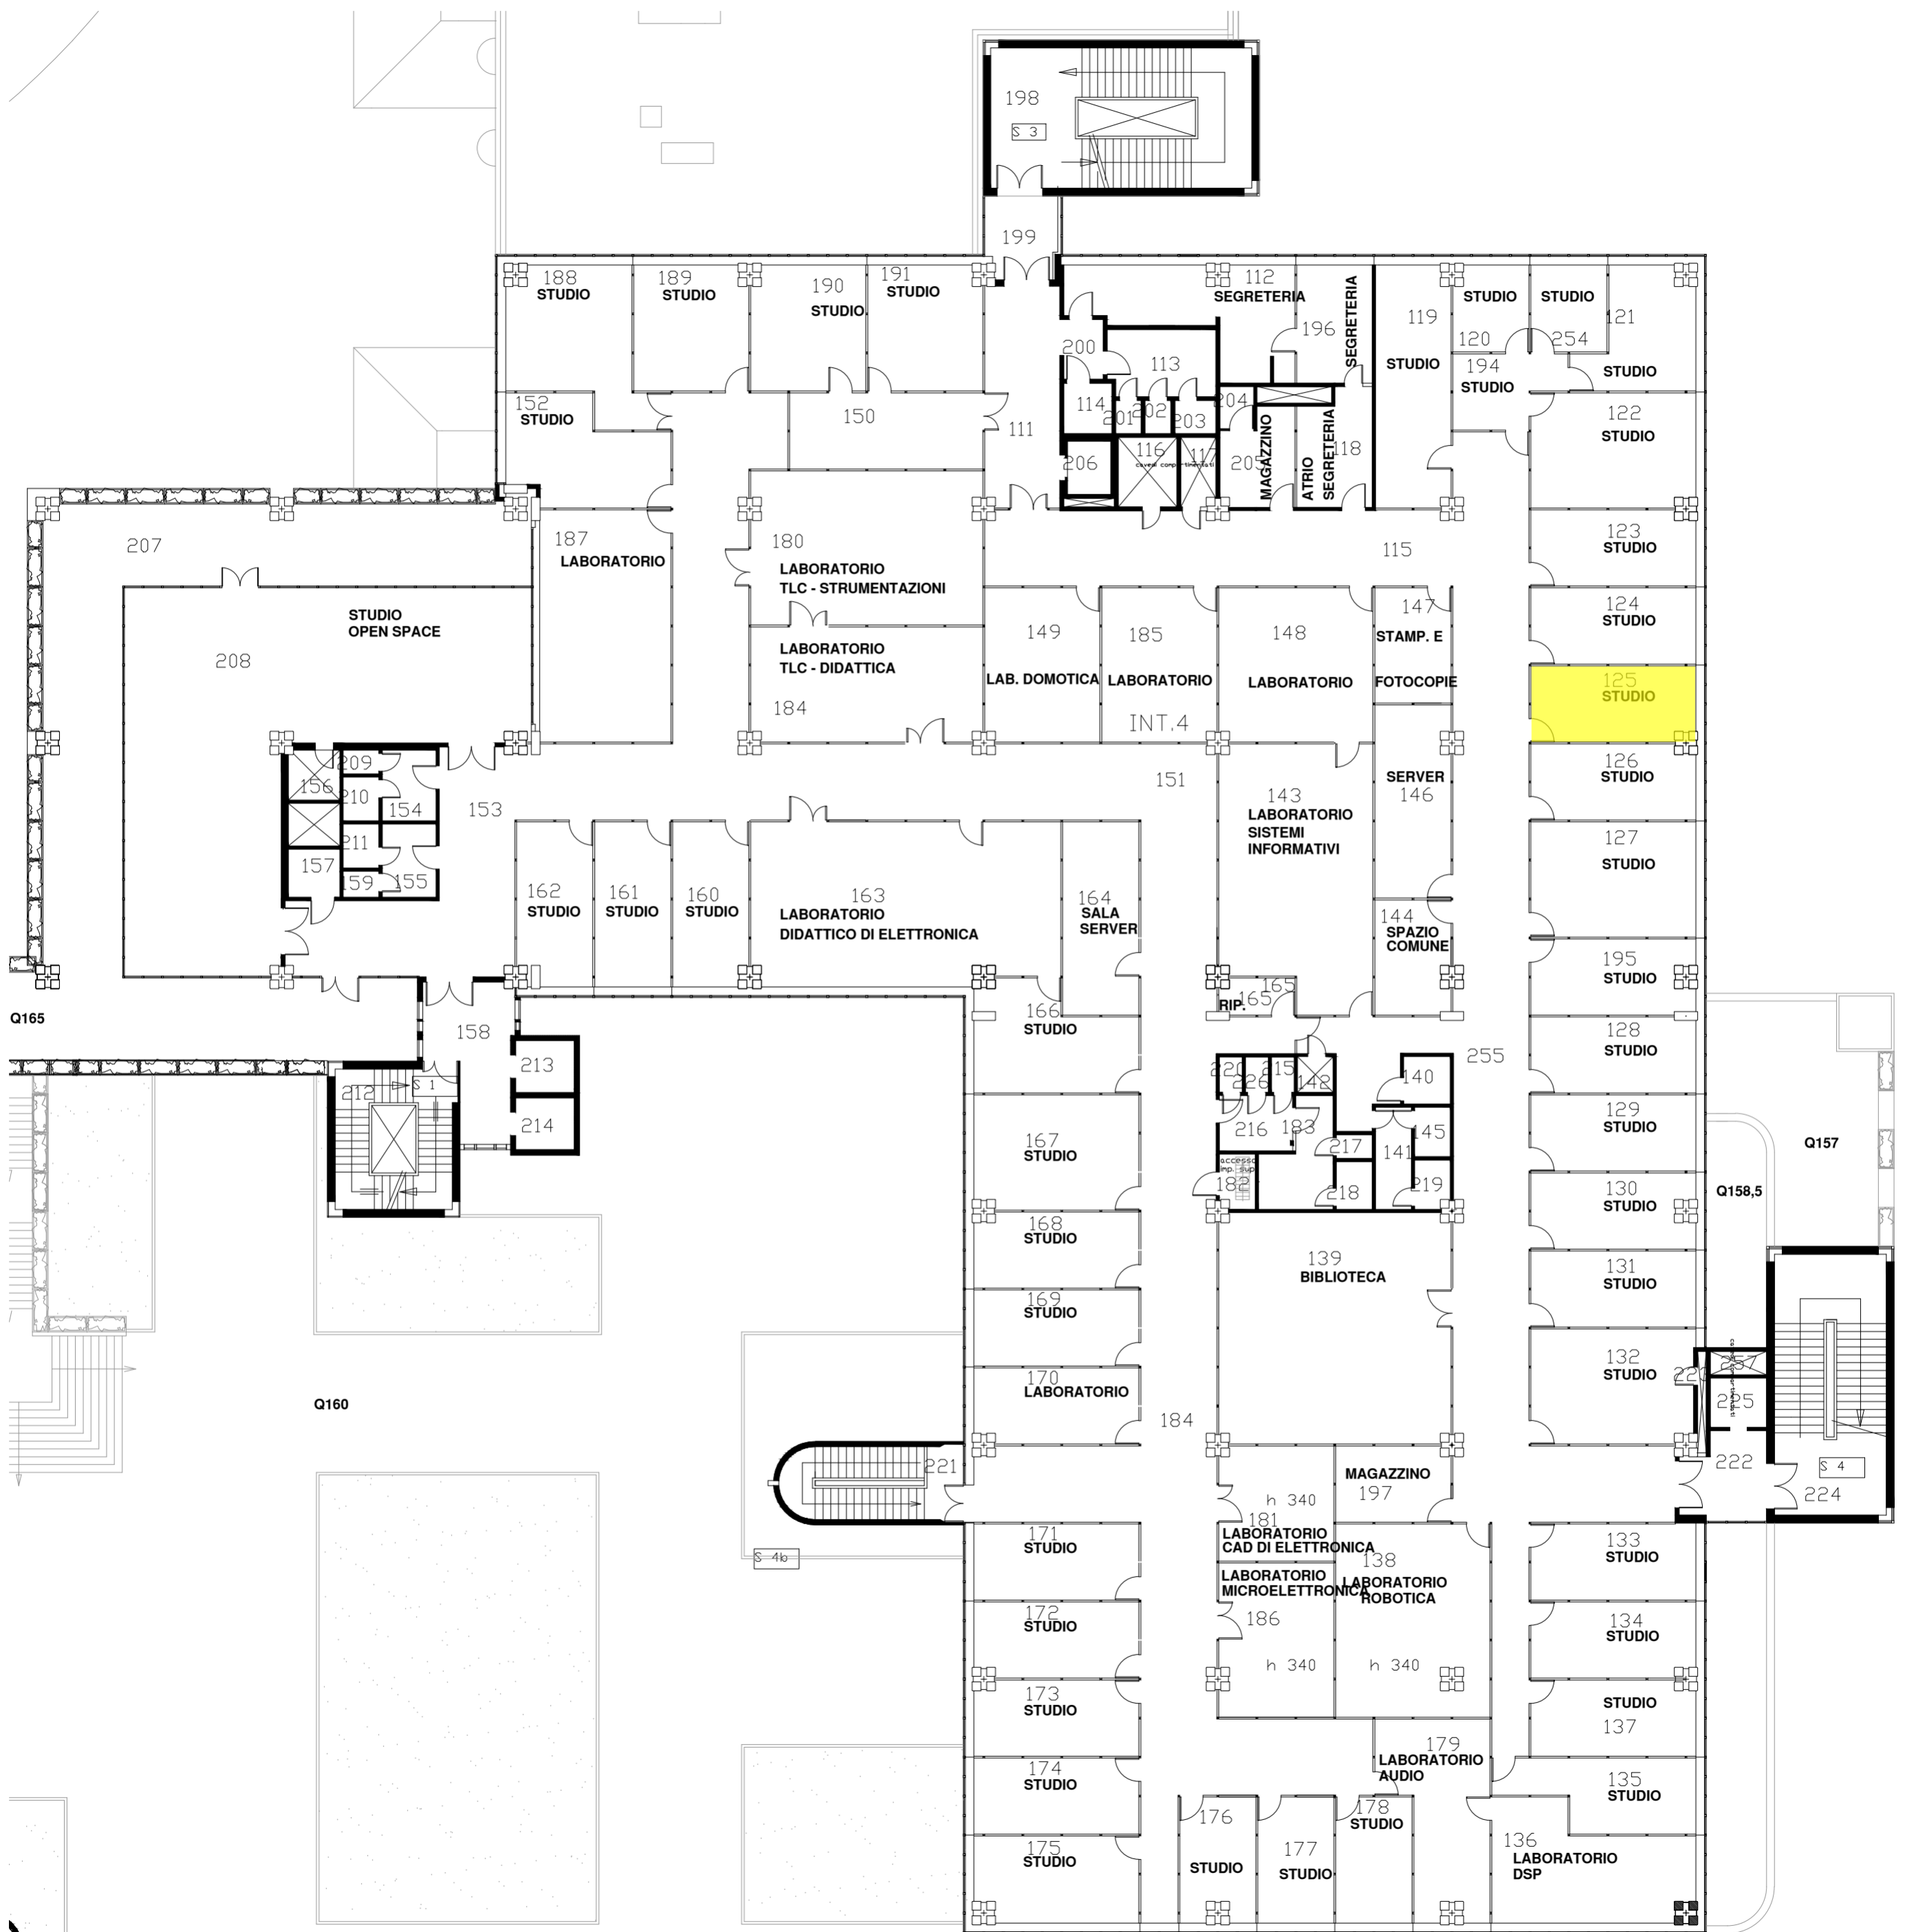 198
S 3
199
188
STUDIO
189
STUDIO
190
STUDIO
191
STUDIO
112
SEGRETERIA
196
SEGRETERIA
119
STUDIO
STUDIO
120
STUDIO
254
121
STUDIO
194
STUDIO
200
113
114
201
202
203
204
152
STUDIO
150
111
206
116
117
205
MAGAZZINO
ATRIO
SEGRETERIA
118
122
STUDIO
207
187
LABORATORIO
180
LABORATORIO
TLC - STRUMENTAZIONI
115
123
STUDIO
STUDIO
OPEN SPACE
208
LABORATORIO
TLC - DIDATTICA
184
149
LAB. DOMOTICA
185
LABORATORIO
INT.4
148
LABORATORIO
147
STAMP. E
FOTOCOPIE
124
STUDIO
125
STUDIO
156
209
210
154
153
211
157
159
155
151
143
LABORATORIO
SISTEMI
INFORMATIVI
SERVER
146
126
STUDIO
127
STUDIO
162
STUDIO
161
STUDIO
160
STUDIO
163
LABORATORIO
DIDATTICO DI ELETTRONICA
164
SALA
SERVER
144
SPAZIO
COMUNE
195
STUDIO
Q165
158
213
214
212
S 1
166
STUDIO
RIP.
165
165
255
128
STUDIO
220
226
215
142
140
216
183
217
141
145
accesso
imp. sup
182
218
219
167
STUDIO
129
STUDIO
Q157
168
STUDIO
130
STUDIO
Q158,5
139
BIBLIOTECA
169
STUDIO
131
STUDIO
170
LABORATORIO
132
STUDIO
225
Q160
184
221
S 4b
222
S 4
224
MAGAZZINO
197
h 340
181
LABORATORIO
CAD DI ELETTRONICA
LABORATORIO
MICROELETTRONICA
186
h 340
138
LABORATORIO
ROBOTICA
h 340
171
STUDIO
133
STUDIO
172
STUDIO
134
STUDIO
173
STUDIO
STUDIO
137
174
STUDIO
179
LABORATORIO
AUDIO
135
STUDIO
175
STUDIO
176
STUDIO
177
STUDIO
178
STUDIO
136
LABORATORIO
DSP